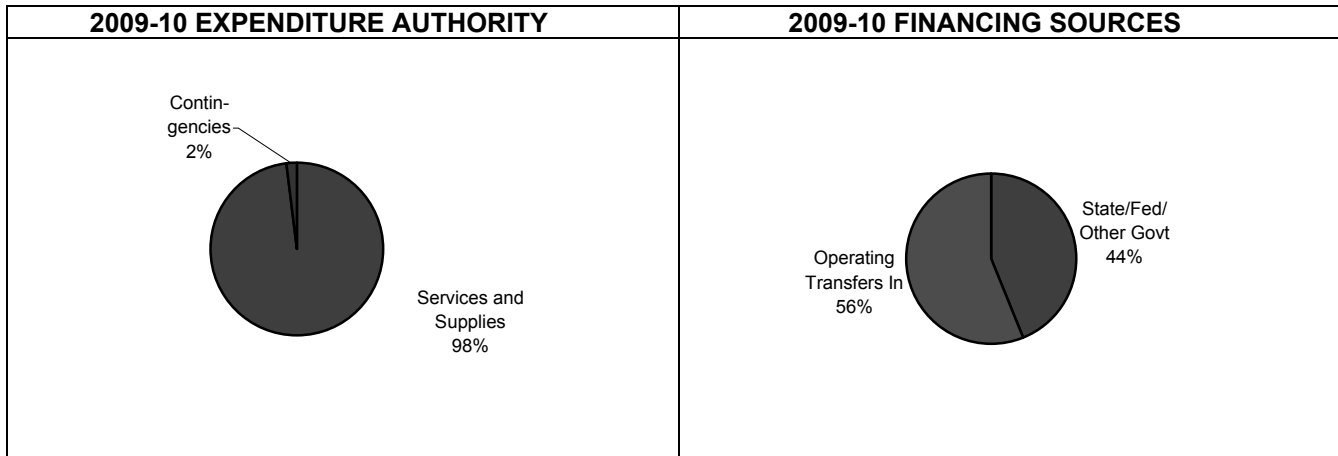 2009-10 EXPENDITURE AUTHORITY
Contin-
gencies
2%
Services and
Supplies
98%
2009-10 FINANCING SOURCES
State/Fed/
Other Govt
44%
Operating
Transfers In
56%